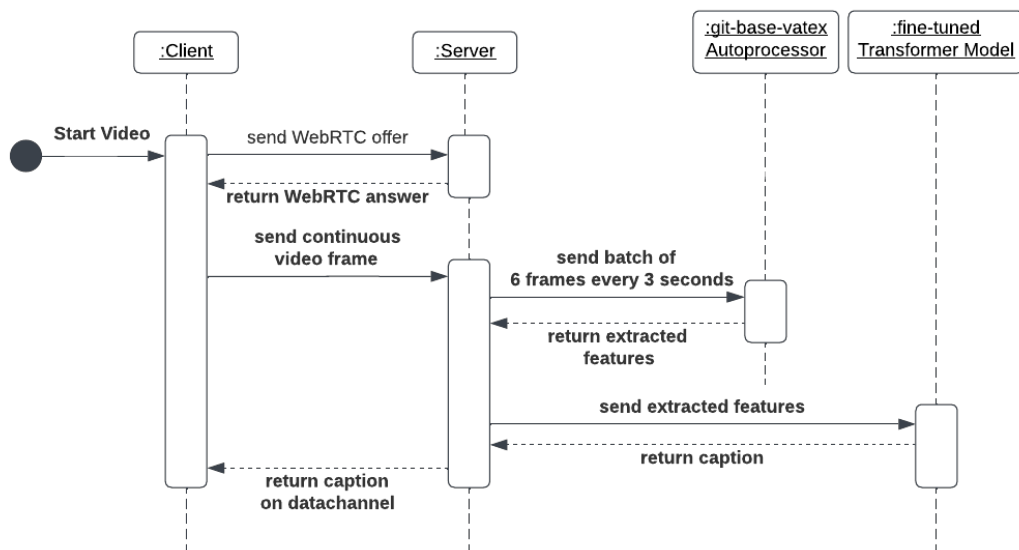 :Client
:Server
:git-base-vatex
Autoprocessor
:fine-tuned
Transformer Model
Start Video
send WebRTC offer
return WebRTC answer
send continuous
video frame
send batch of
6 frames every 3 seconds
return extracted
features
send extracted features
return caption
return caption
on datachannel